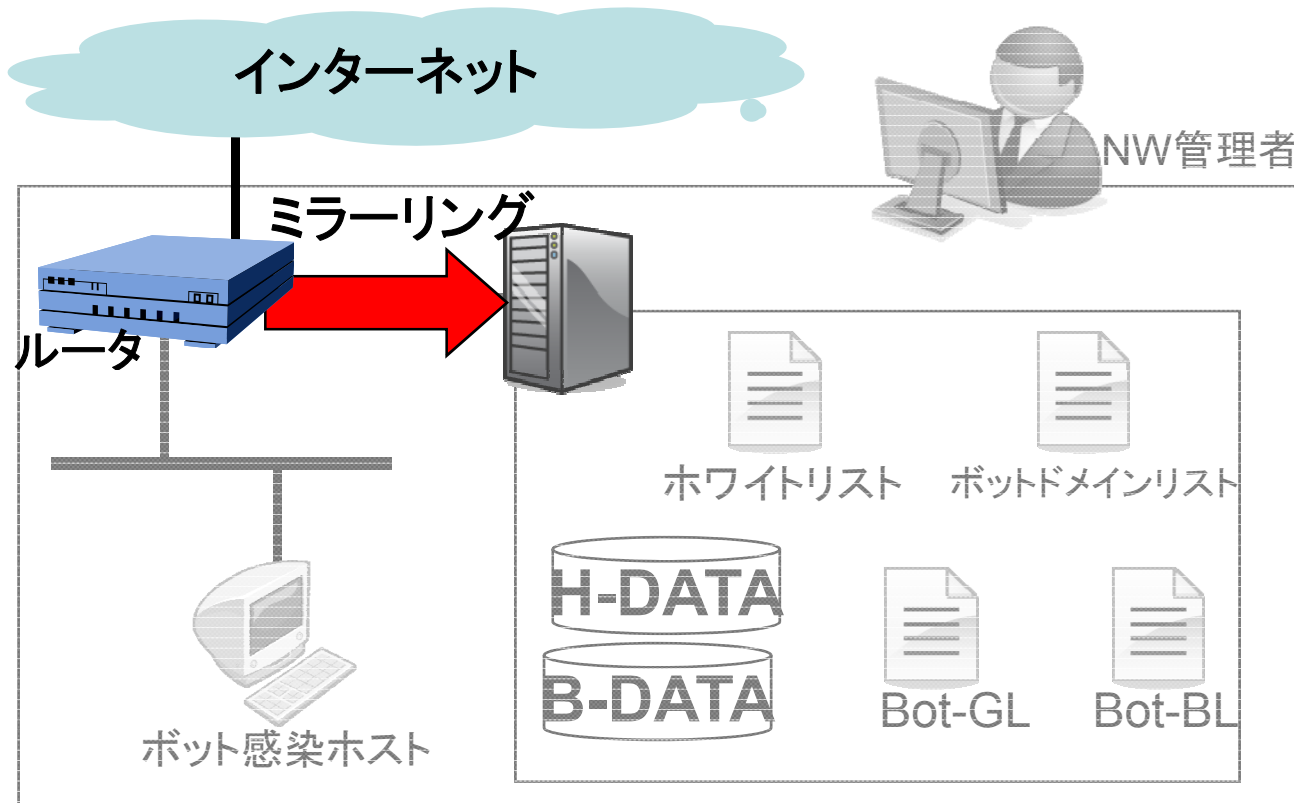 インターネット
NW管理者
ミラーリング
ルータ
ホワイトリスト
ボットドメインリスト
H-DATA
B-DATA
Bot-GL
Bot-BL
ボット感染ホスト